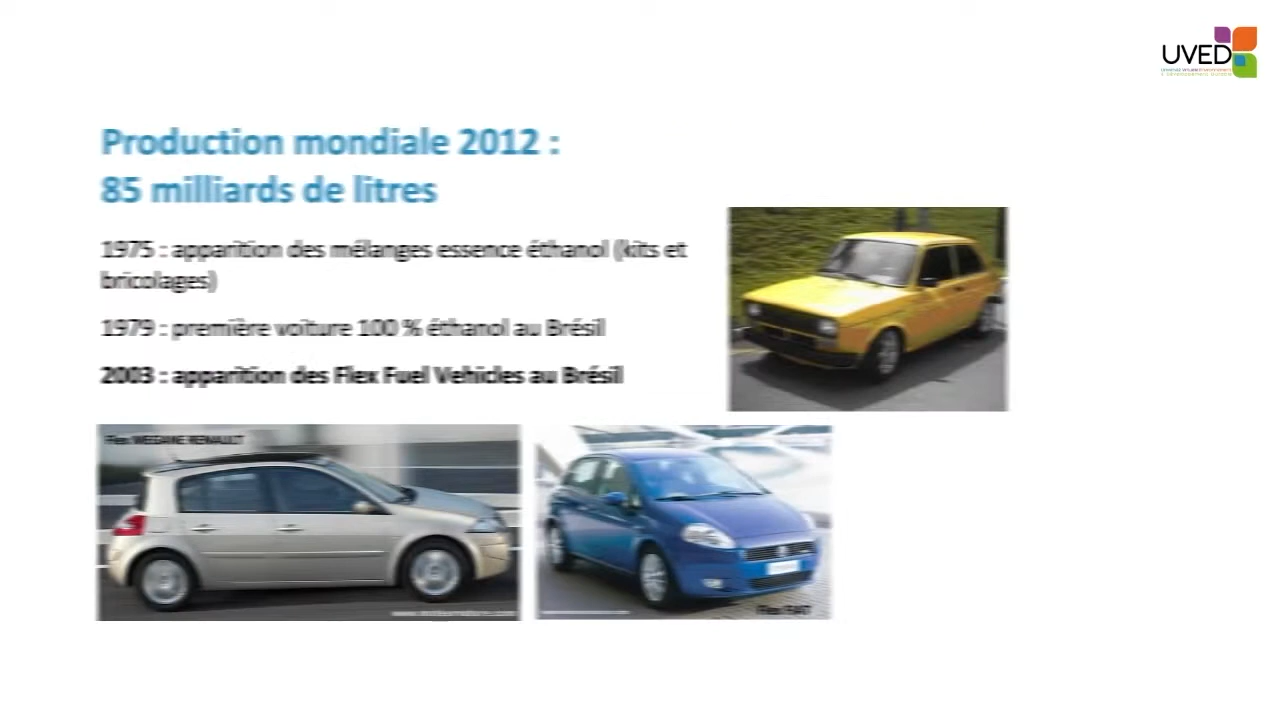 UVED
Production mondiale 2012 :
85 milliards de litres
1975 : apparition des mélanges essence éthanol (kits et
bricolages)
1979 : première voiture 100 % éthanol au Brésil
2003 : apparition des Flex Fuel Vehicles au Brésil
Flex MEGANE RENAULT
Flex FIAT